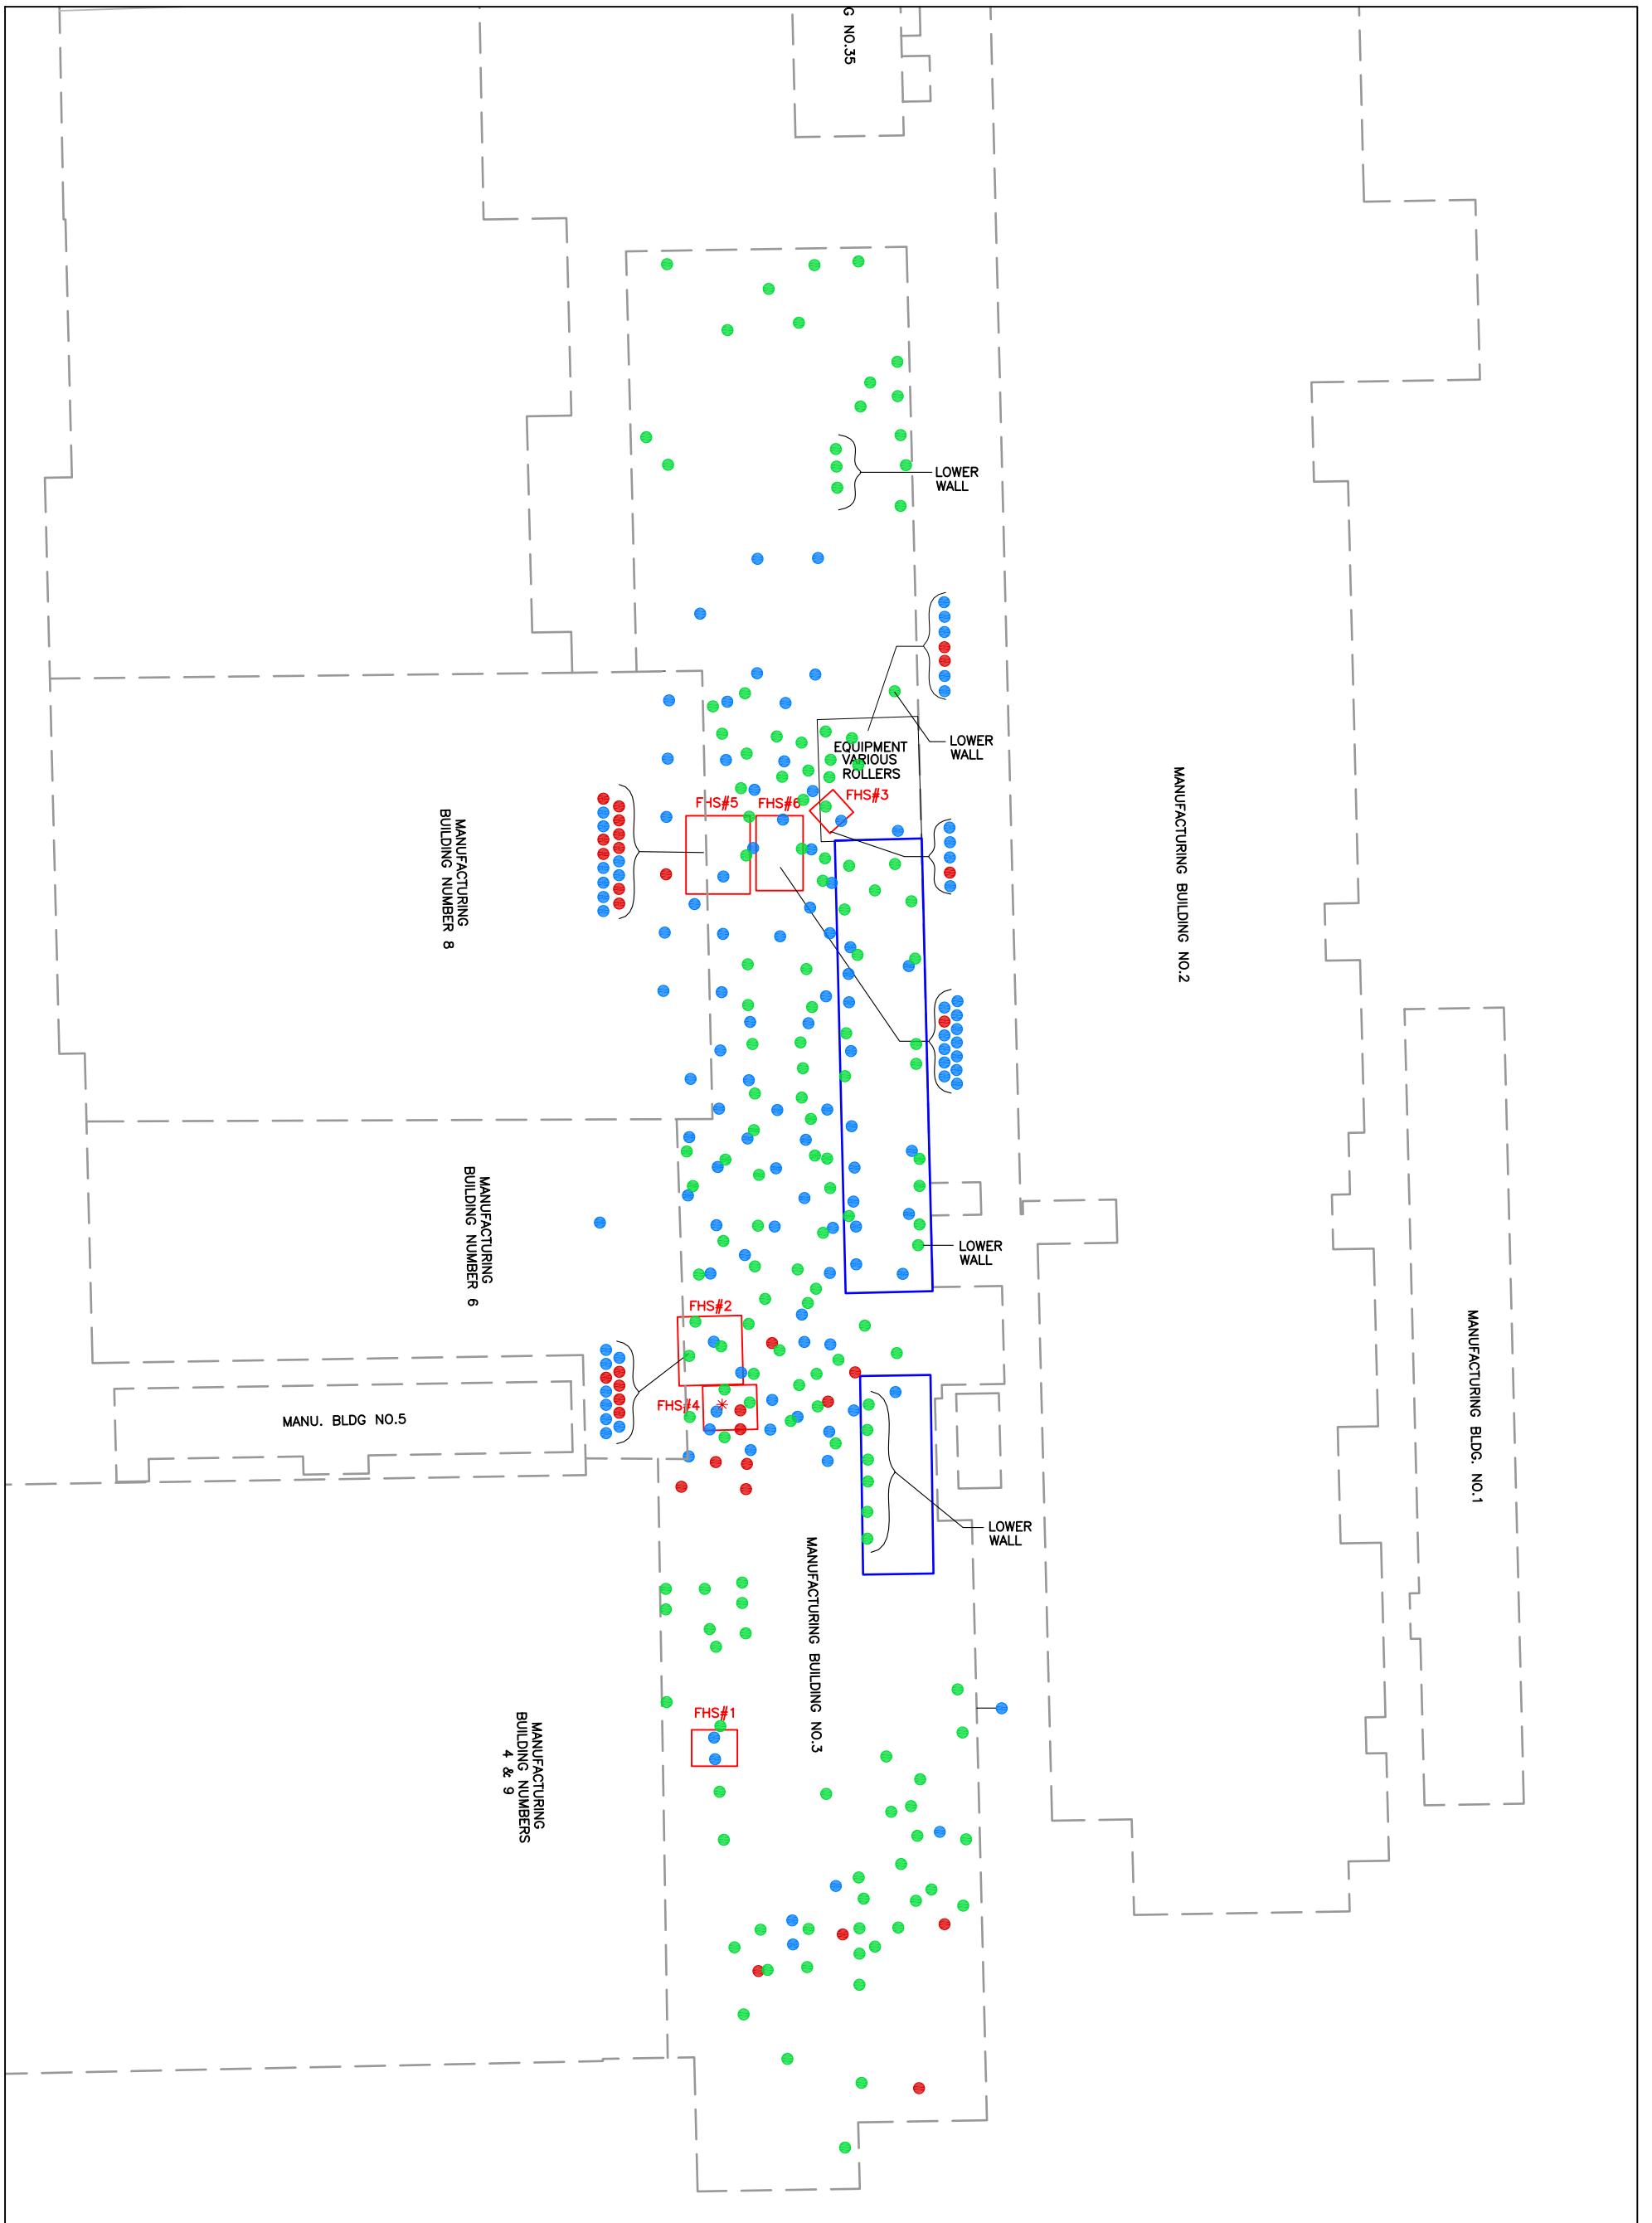 G NO.35
LOWER
WALL
LOWER
WALL
EQUIPMENT
VARIOUS
ROLLERS
FHS#5
FHS#6
FHS#3
MANUFACTURING BUILDING NO.2
MANUFACTURING
BUILDING NUMBER 8
MANUFACTURING
BUILDING NUMBER 6
LOWER
WALL
FHS#2
FHS#4
MANU. BLDG NO.5
MANUFACTURING BLDG. NO.1
LOWER
WALL
MANUFACTURING BUILDING NO.3
FHS#1
MANUFACTURING
BUILDING NUMBERS
4 & 9